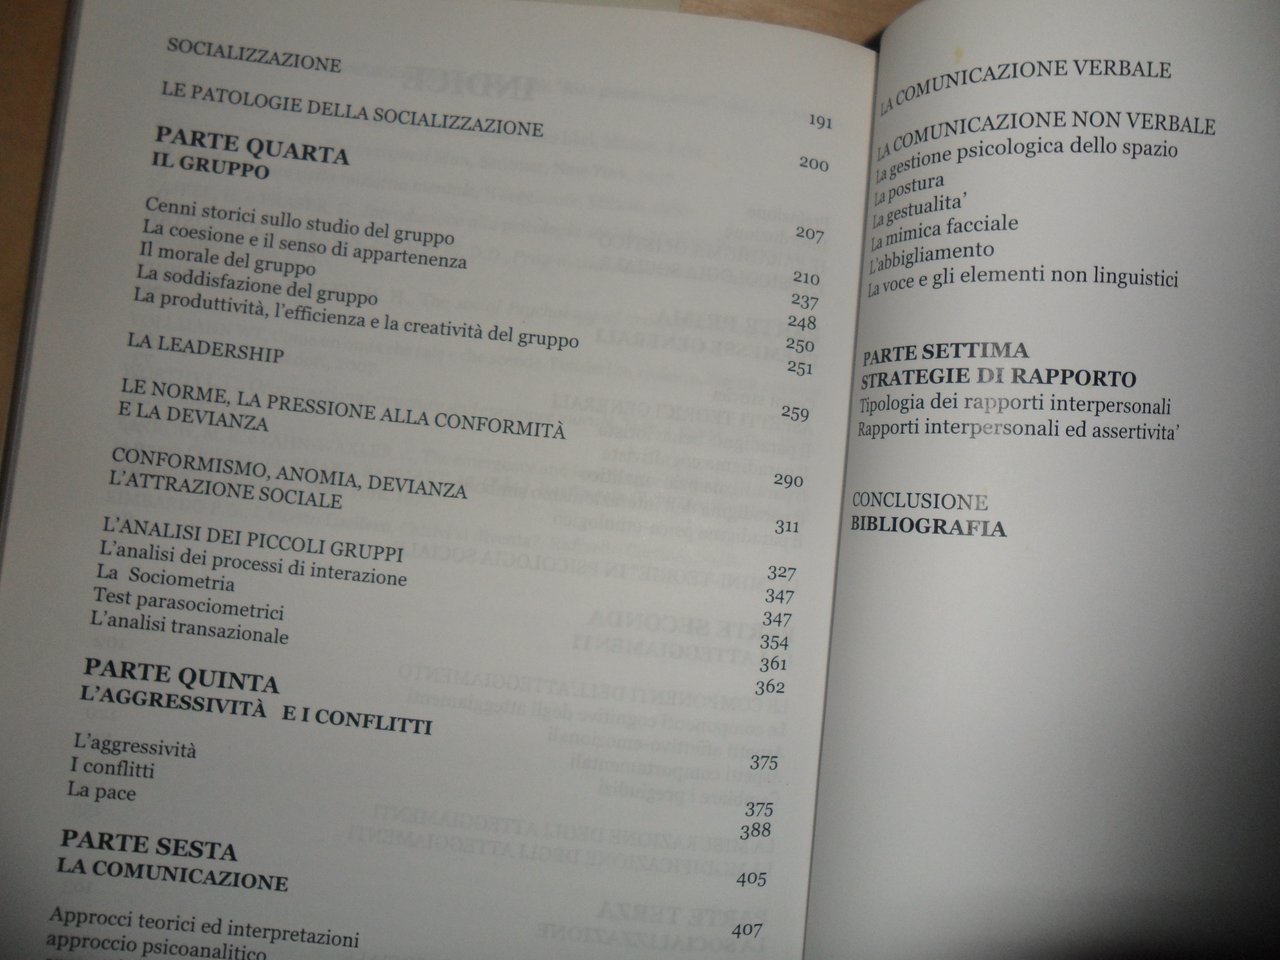 SOCIALIZZAZIONE 191
LE PATOLOGIE DELLA SOCIALIZZAZIONE 200
PARTE QUARTA
IL GRUPPO 207
Cenni storici sullo studio del gruppo 210
La coesione e il senso di appartenenza 237
Il morale del gruppo 248
La soddisfazione del gruppo 250
La produttività, l'efficienza e la creatività del gruppo 251
LA LEADERSHIP 259
LE NORME, LA PRESSIONE ALLA CONFORMITÀ
E LA DEVIANZA 290
CONFORMISMO, ANOMIA, DEVIANZA 311
L'ATTRAZIONE SOCIALE 327
L'ANALISI DEI PICCOLI GRUPPI 347
L'analisi dei processi di interazione 347
La Sociometria 354
Test parasociometrici 361
L'analisi transazionale 362
PARTE QUINTA
L'AGGRESSIVITÀ E I CONFLITTI 375
L'aggressività 375
I conflitti 388
La pace 405
PARTE SESTA
LA COMUNICAZIONE 407
Approcci teorici ed interpretazioni
approccio psicoanalitico
LA COMUNICAZIONE VERBALE
LA COMUNICAZIONE NON VERBALE
La gestione psicologica dello spazio
La postura
La gestualita'
La mimica facciale
L'abbigliamento
La voce e gli elementi non linguistici
PARTE SETTIMA
STRATEGIE DI RAPPORTO
Tipologia dei rapporti interpersonali
Rapporti interpersonali ed assertivita'
CONCLUSIONE
BIBLIOGRAFIA